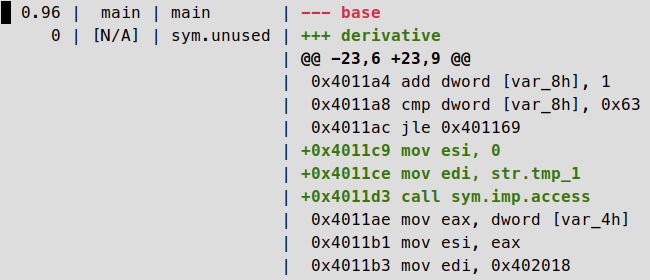 0.96 | main | main | --- base
0 | [N/A] | sym.unused | +++ derivative
| @@ -23,6 +23,9 @@
| 0x4011a4 add dword [var_8h], 1
| 0x4011a8 cmp dword [var_8h], 0x63
| 0x4011ac jle 0x401169
| +0x4011c9 mov esi, 0
| +0x4011ce mov edi, str.tmp_1
| +0x4011d3 call sym.imp.access
| 0x4011ae mov eax, dword [var_4h]
| 0x4011b1 mov esi, eax
| 0x4011b3 mov edi, 0x402018